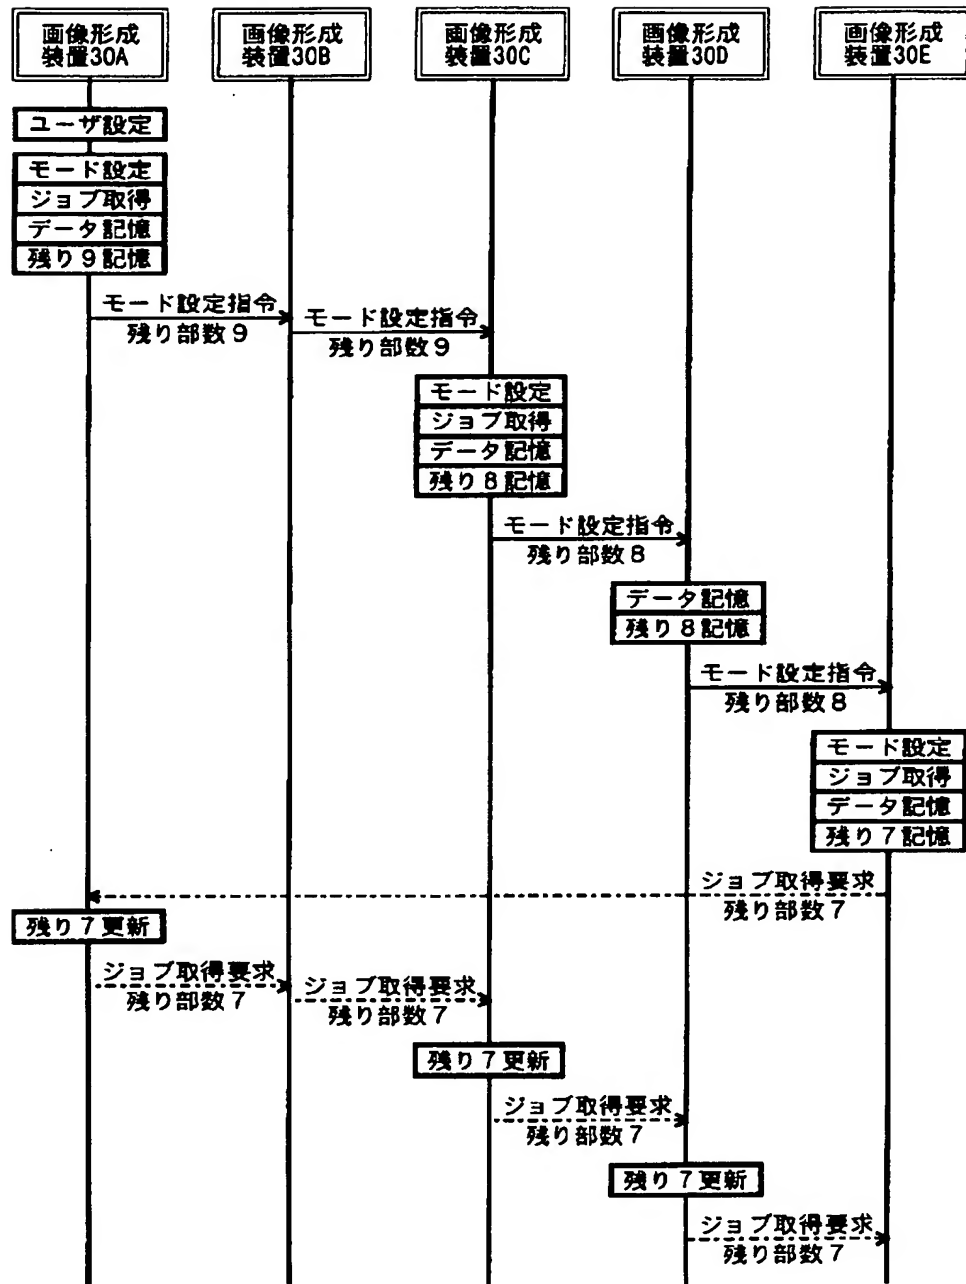 画像形成
装置30A
画像形成
装置30B
画像形成
装置30C
画像形成
装置30D
画像形成
装置30E
ユーザ設定
モード設定
ジョブ取得
データ記憶
残り9記憶
モード設定指令
残り部数9
モード設定指令
残り部数9
モード設定
ジョブ取得
データ記憶
残り8記憶
モード設定指令
残り部数8
データ記憶
残り8記憶
モード設定指令
残り部数8
モード設定
ジョブ取得
データ記憶
残り7記憶
ジョブ取得要求
残り部数7
残り7更新
ジョブ取得要求
残り部数7
ジョブ取得要求
残り部数7
残り7更新
ジョブ取得要求
残り部数7
残り7更新
ジョブ取得要求
残り部数7